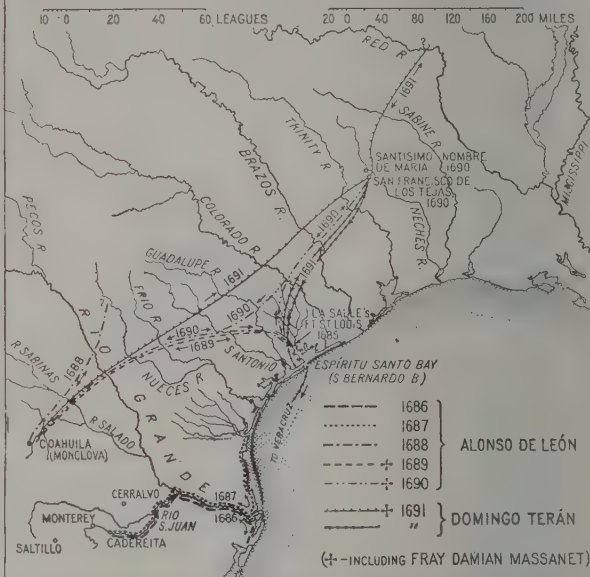 10 0 20 40 60 LEAGUES
20 0 40 80 120 160 200 MILES
RED R
1691
SABINE R
TRINITY R
SANTISIMO NOMBRE
DE MARIA 1690
SAN FRANCISCO DE
LOS TEJAS
1690
MISSISSIPPI
BRAZOS R.
NECHES R.
COLORADO R
PECOS R
GUADALUPE R
1691
1690
1691
FRIO R
1690
1690
1689
LA SALLE'S
FT ST LOUIS
1685
R SABINAS
1688
RIO
GRANDE
S ANTONIO
NUECES R
ESPÍRITU SANTO BAY
(S BERNARDO B)
COAHUILA
(MONCLOVA)
R SALADO
TO VERACRUZ
CERRALVO
1687
1686
MONTEREY
RIO
S. JUAN
SALTILLO
CADEREITA
1686
1687
1688
1689
1690
ALONSO DE LEÓN
1691
"
DOMINGO TERÁN
(✢-INCLUDING FRAY DAMIAN MASSANET)